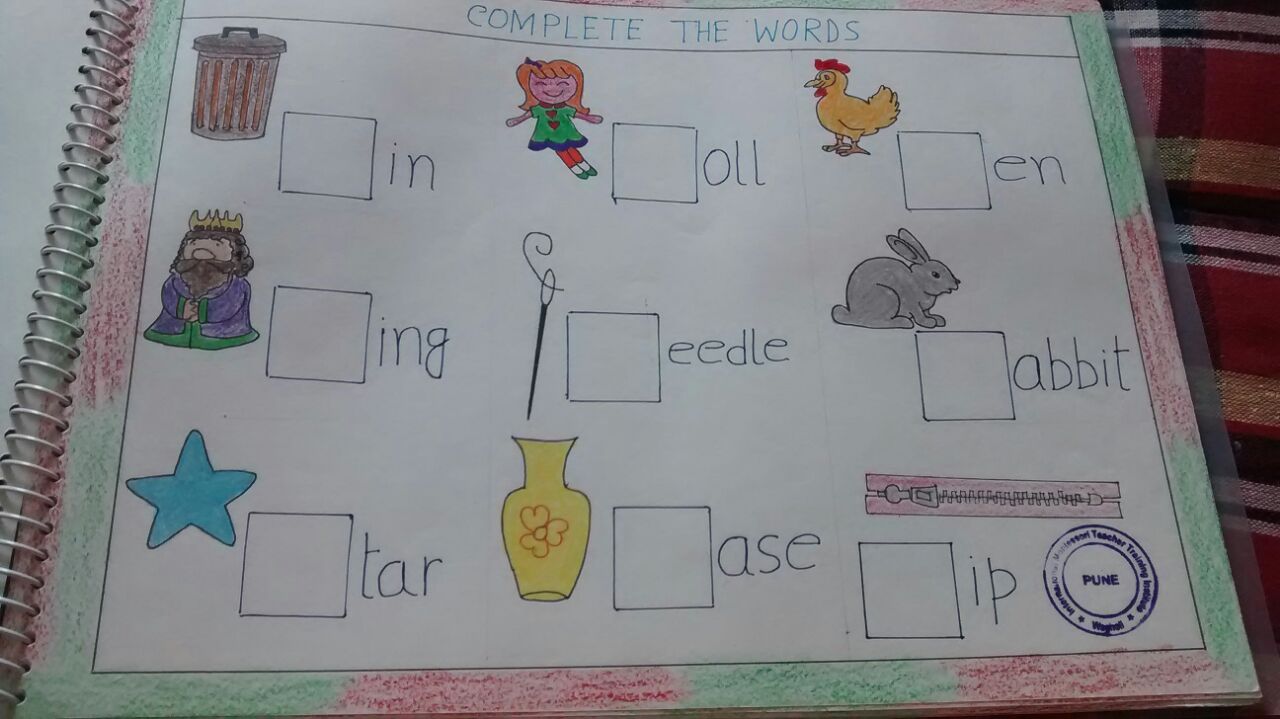 COMPLETE THE WORDS
in
oll
en
ing
eedle
abbit
tar
ase
ip
International Montessori Teacher Training Institute
PUNE
★ Wagholi ★